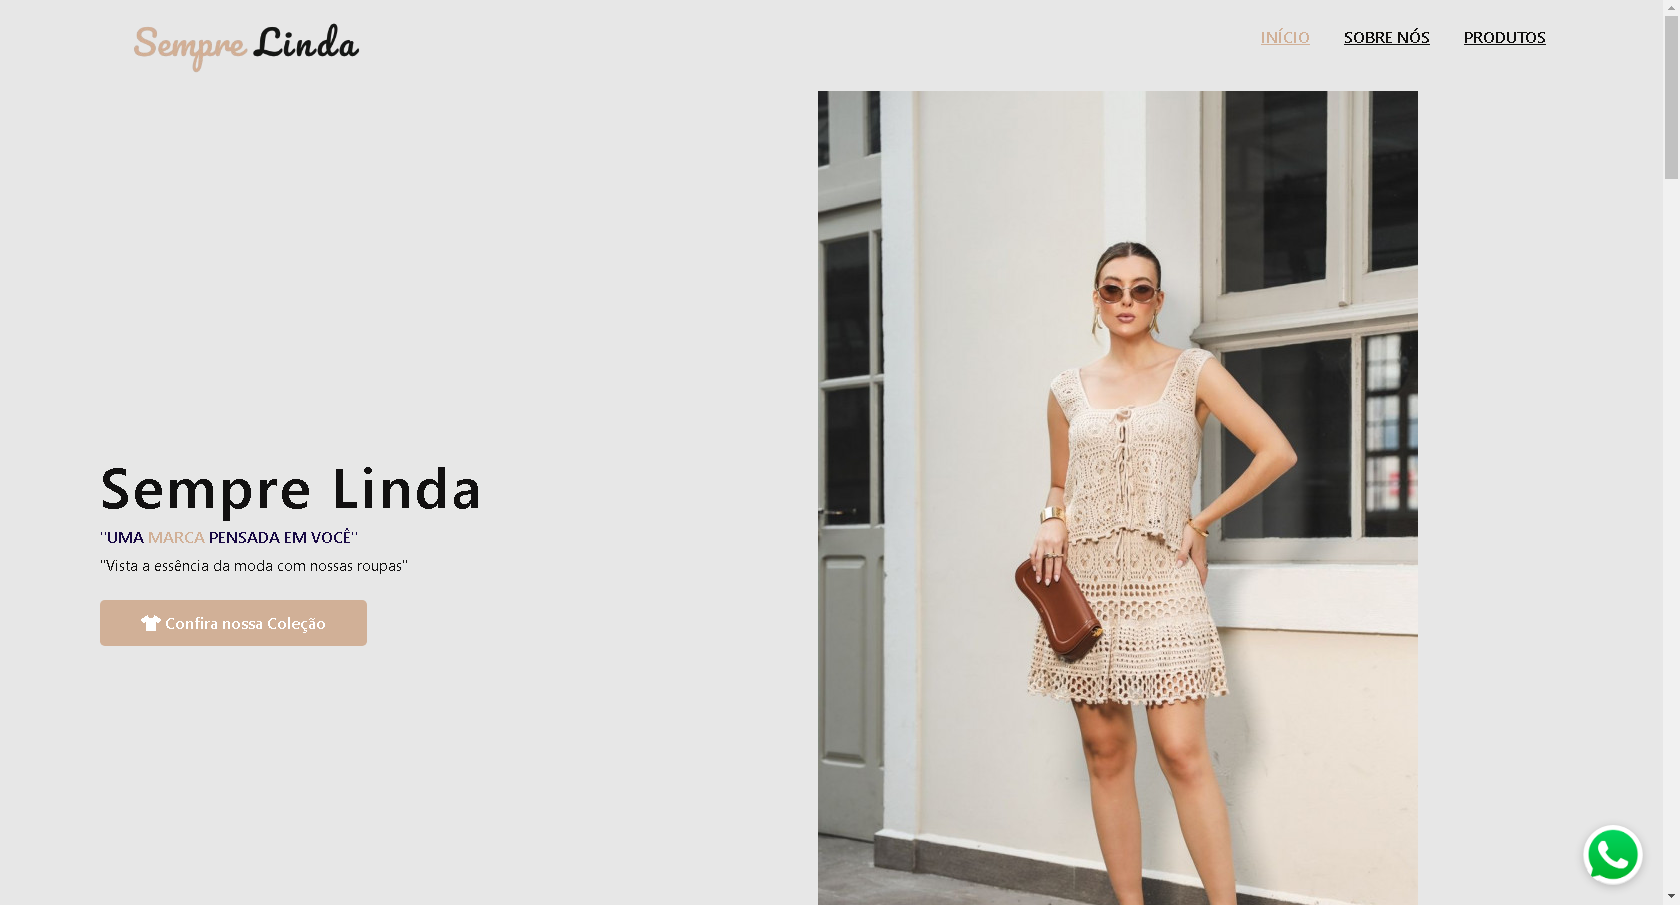 Sempre Linda
INÍCIO SOBRE NÓS PRODUTOS
Sempre Linda
"UMA MARCA PENSADA EM VOCÊ"
"Vista a essência da moda com nossas roupas"
Confira nossa Coleção